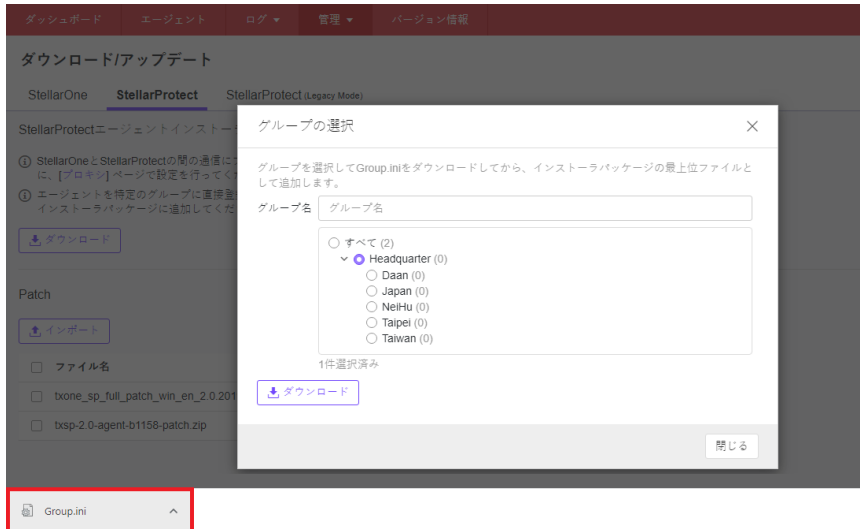 ダッシュボード エージェント ログ 管理 バージョン情報
ダウンロード/アップデート
StellarOne StellarProtect StellarProtect (Legacy Mode)
StellarProtectエージェントインストー
StellarOneとStellarProtectの間の通信に
に、[プロキシ] ページで設定を行ってく
エージェントを特定のグループに直接登
インストーラパッケージに追加してくだ
ダウンロード
Patch
インポート
ファイル名
txone_sp_full_patch_win_en_2.0.201
txsp-2.0-agent-b1158-patch.zip
グループの選択
グループを選択してGroup.iniをダウンロードしてから、インストーラパッケージの最上位ファイルと
して追加します。
グループ名 グループ名
すべて (2)
Headquarter (0)
Daan (0)
Japan (0)
NeiHu (0)
Taipei (0)
Taiwan (0)
1件選択済み
ダウンロード
閉じる
Group.ini